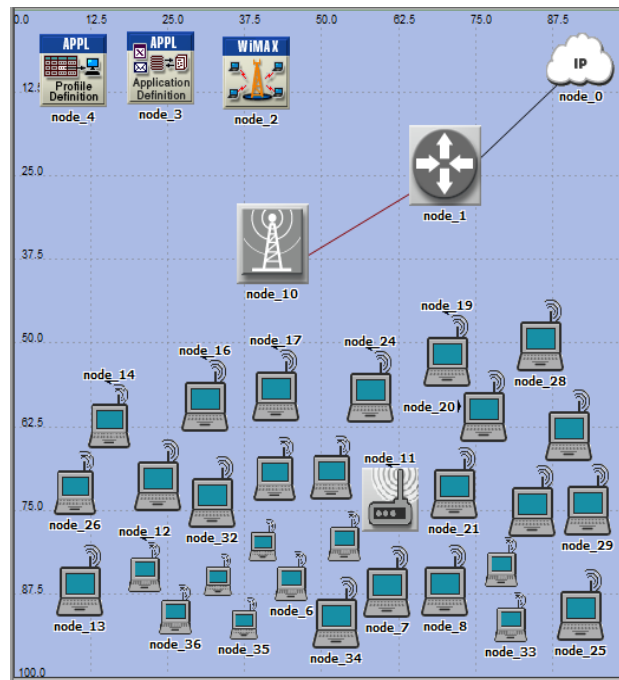 0.0 12.5 25.0 37.5 50.0 62.5 75.0 87.5
APPL
Profile
Definition
node_4
APPL
Application
Definition
node_3
WiMAX
node_2
IP
node_0
12.5
node_1
25.0
37.5
node_10
node_19
50.0
node_17
node_24
node_16
node_14
node_28
node_20
62.5
node_11
75.0
node_26
node_12
node_32
node_21
node_29
87.5
node_13
node_6
node_7
node_8
node_36
node_35
node_34
node_33
node_25
100.0